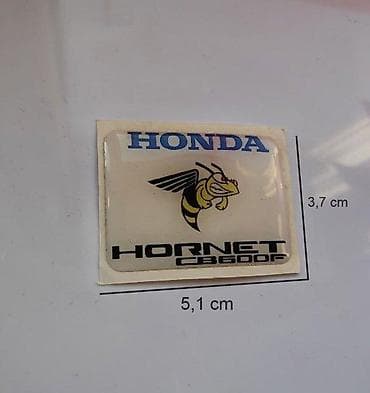 HONDA
HORNET
CB600F
3,7 cm
5,1 cm